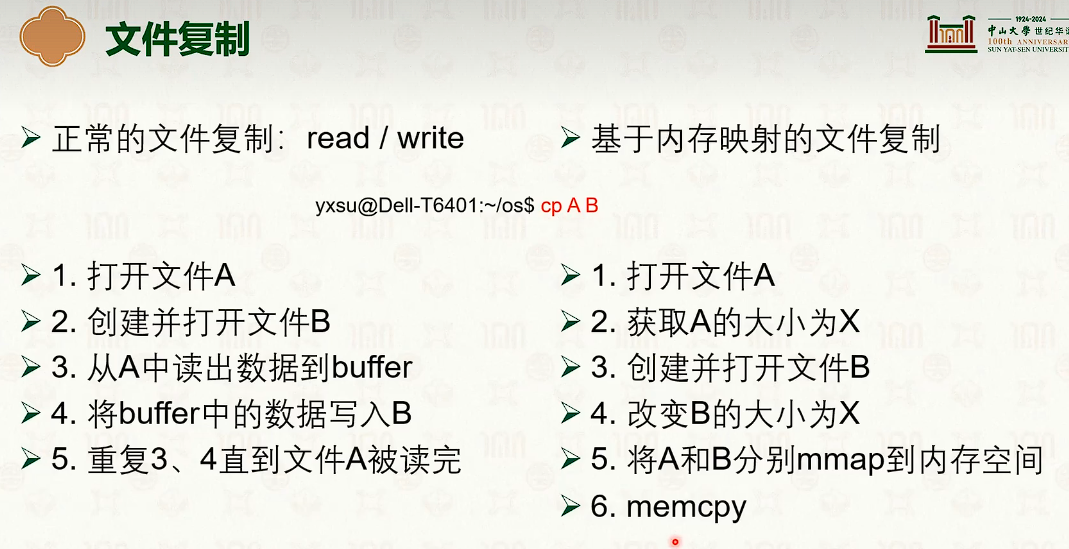 文件复制
1924-2024
中山大學 世纪华
100th ANNIVERSARY
SUN YAT-SEN UNIVERSIT
正常的文件复制：read / write
基于内存映射的文件复制
yxsu@Dell-T6401:~/os$ cp A B
1. 打开文件A
2. 创建并打开文件B
3. 从A中读出数据到buffer
4. 将buffer中的数据写入B
5. 重复3、4直到文件A被读完
1. 打开文件A
2. 获取A的大小为X
3. 创建并打开文件B
4. 改变B的大小为X
5. 将A和B分别mmap到内存空间
6. memcpy